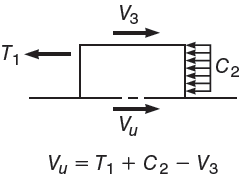 V₃
T₁
C₂
Vᵤ
Vᵤ = T₁ + C₂ − V₃